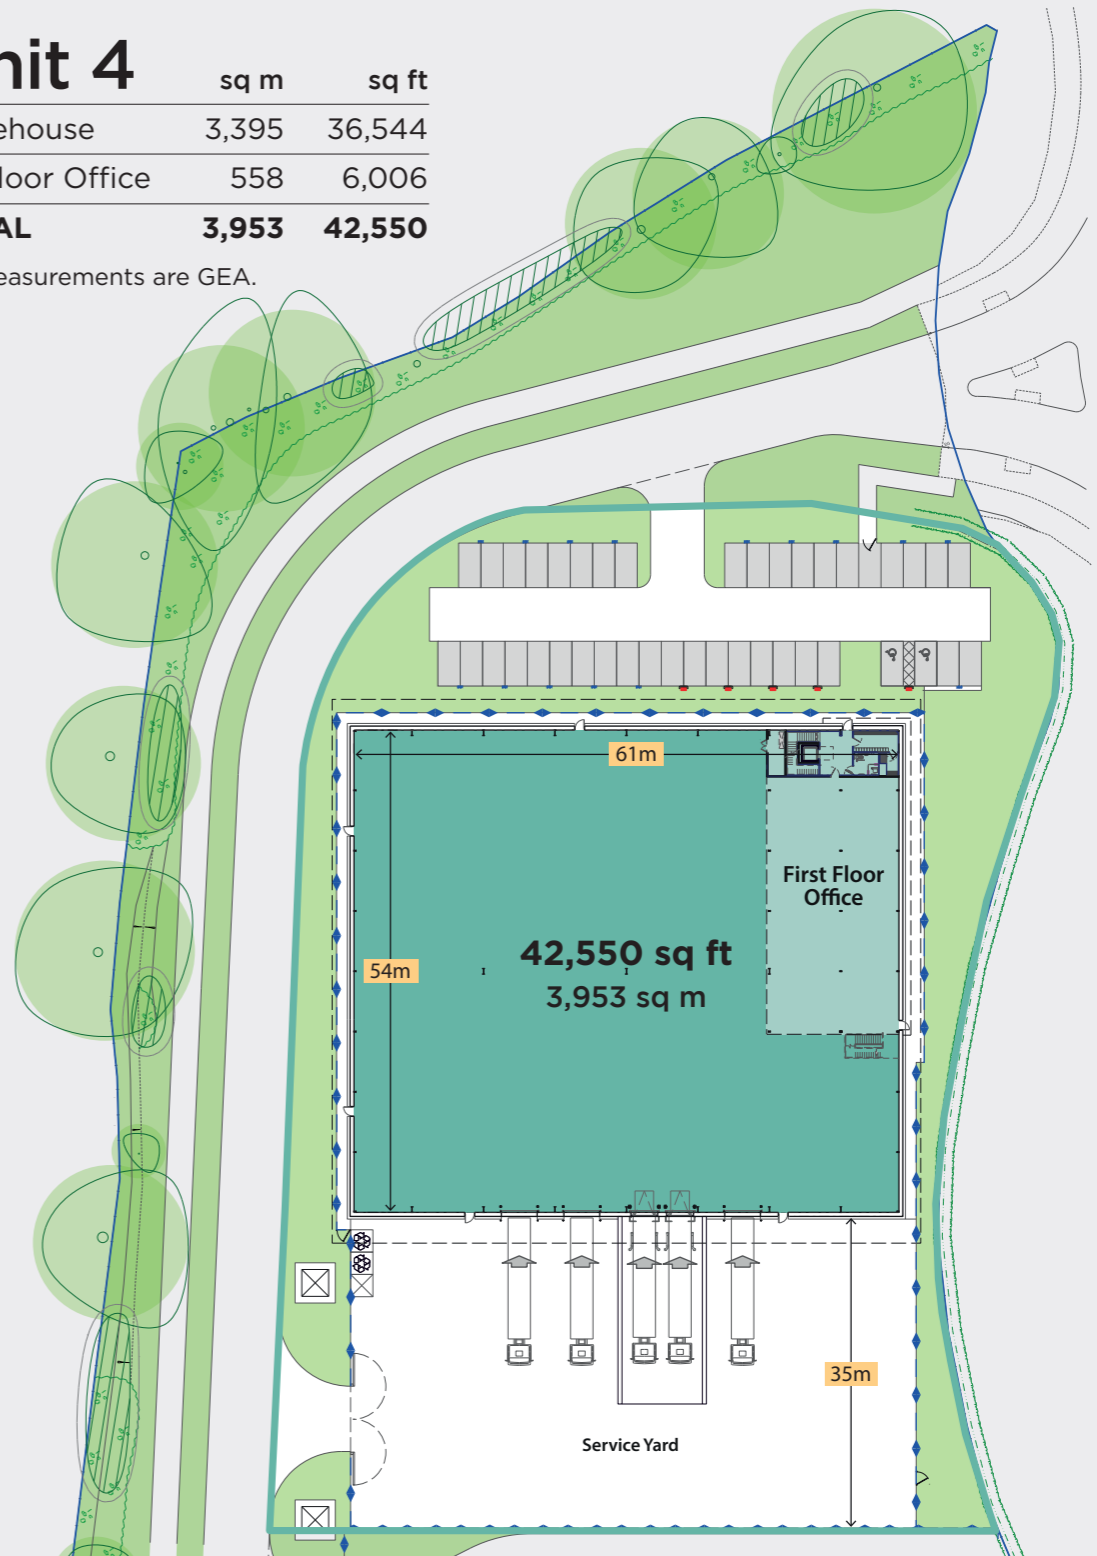 nit 4 sq m sq ft
ehouse 3,395 36,544
loor Office 558 6,006
AL 3,953 42,550
easurements are GEA.
61m
First Floor
Office
42,550 sq ft
54m
3,953 sq m
35m
Service Yard